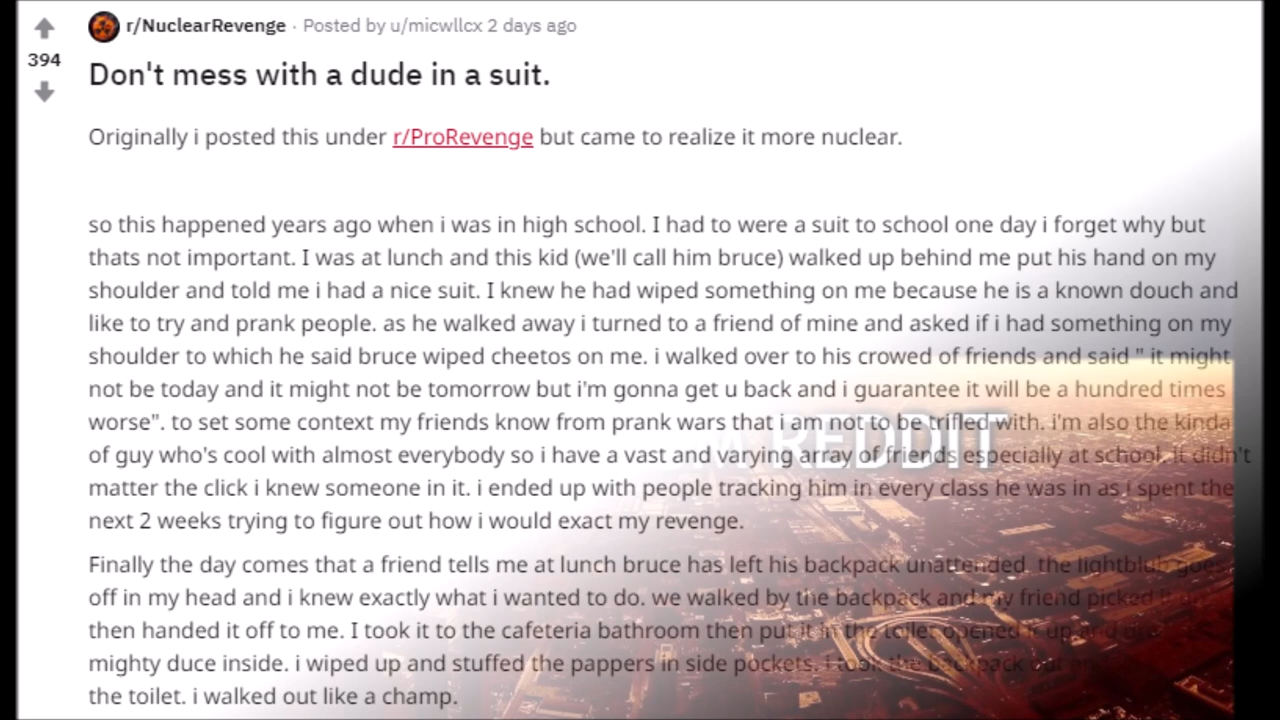 r/NuclearRevenge · Posted by u/micwllcx 2 days ago
394
Don't mess with a dude in a suit.
Originally i posted this under r/ProRevenge but came to realize it more nuclear.
so this happened years ago when i was in high school. I had to were a suit to school one day i forget why but
thats not important. I was at lunch and this kid (we'll call him bruce) walked up behind me put his hand on my
shoulder and told me i had a nice suit. I knew he had wiped something on me because he is a known douch and
like to try and prank people. as he walked away i turned to a friend of mine and asked if i had something on my
shoulder to which he said bruce wiped cheetos on me. i walked over to his crowed of friends and said " it might
not be today and it might not be tomorrow but i'm gonna get u back and i guarantee it will be a hundred times
worse". to set some context my friends know from prank wars that i am not to be trifled with. i'm also the kinda
of guy who's cool with almost everybody so i have a vast and varying array of friends especially at school. it didn't
REDDIT
matter the click i knew someone in it. i ended up with people tracking him in every class he was in as i spent the
next 2 weeks trying to figure out how i would exact my revenge.
Finally the day comes that a friend tells me at lunch bruce has left his backpack unattended. the lightblub goes
off in my head and i knew exactly what i wanted to do. we walked by the backpack and my friend picked it
then handed it off to me. I took it to the cafeteria bathroom then put it in the toilet opened it up and
mighty duce inside. i wiped up and stuffed the pappers in side pockets. i took the backpack out
the toilet. i walked out like a champ.